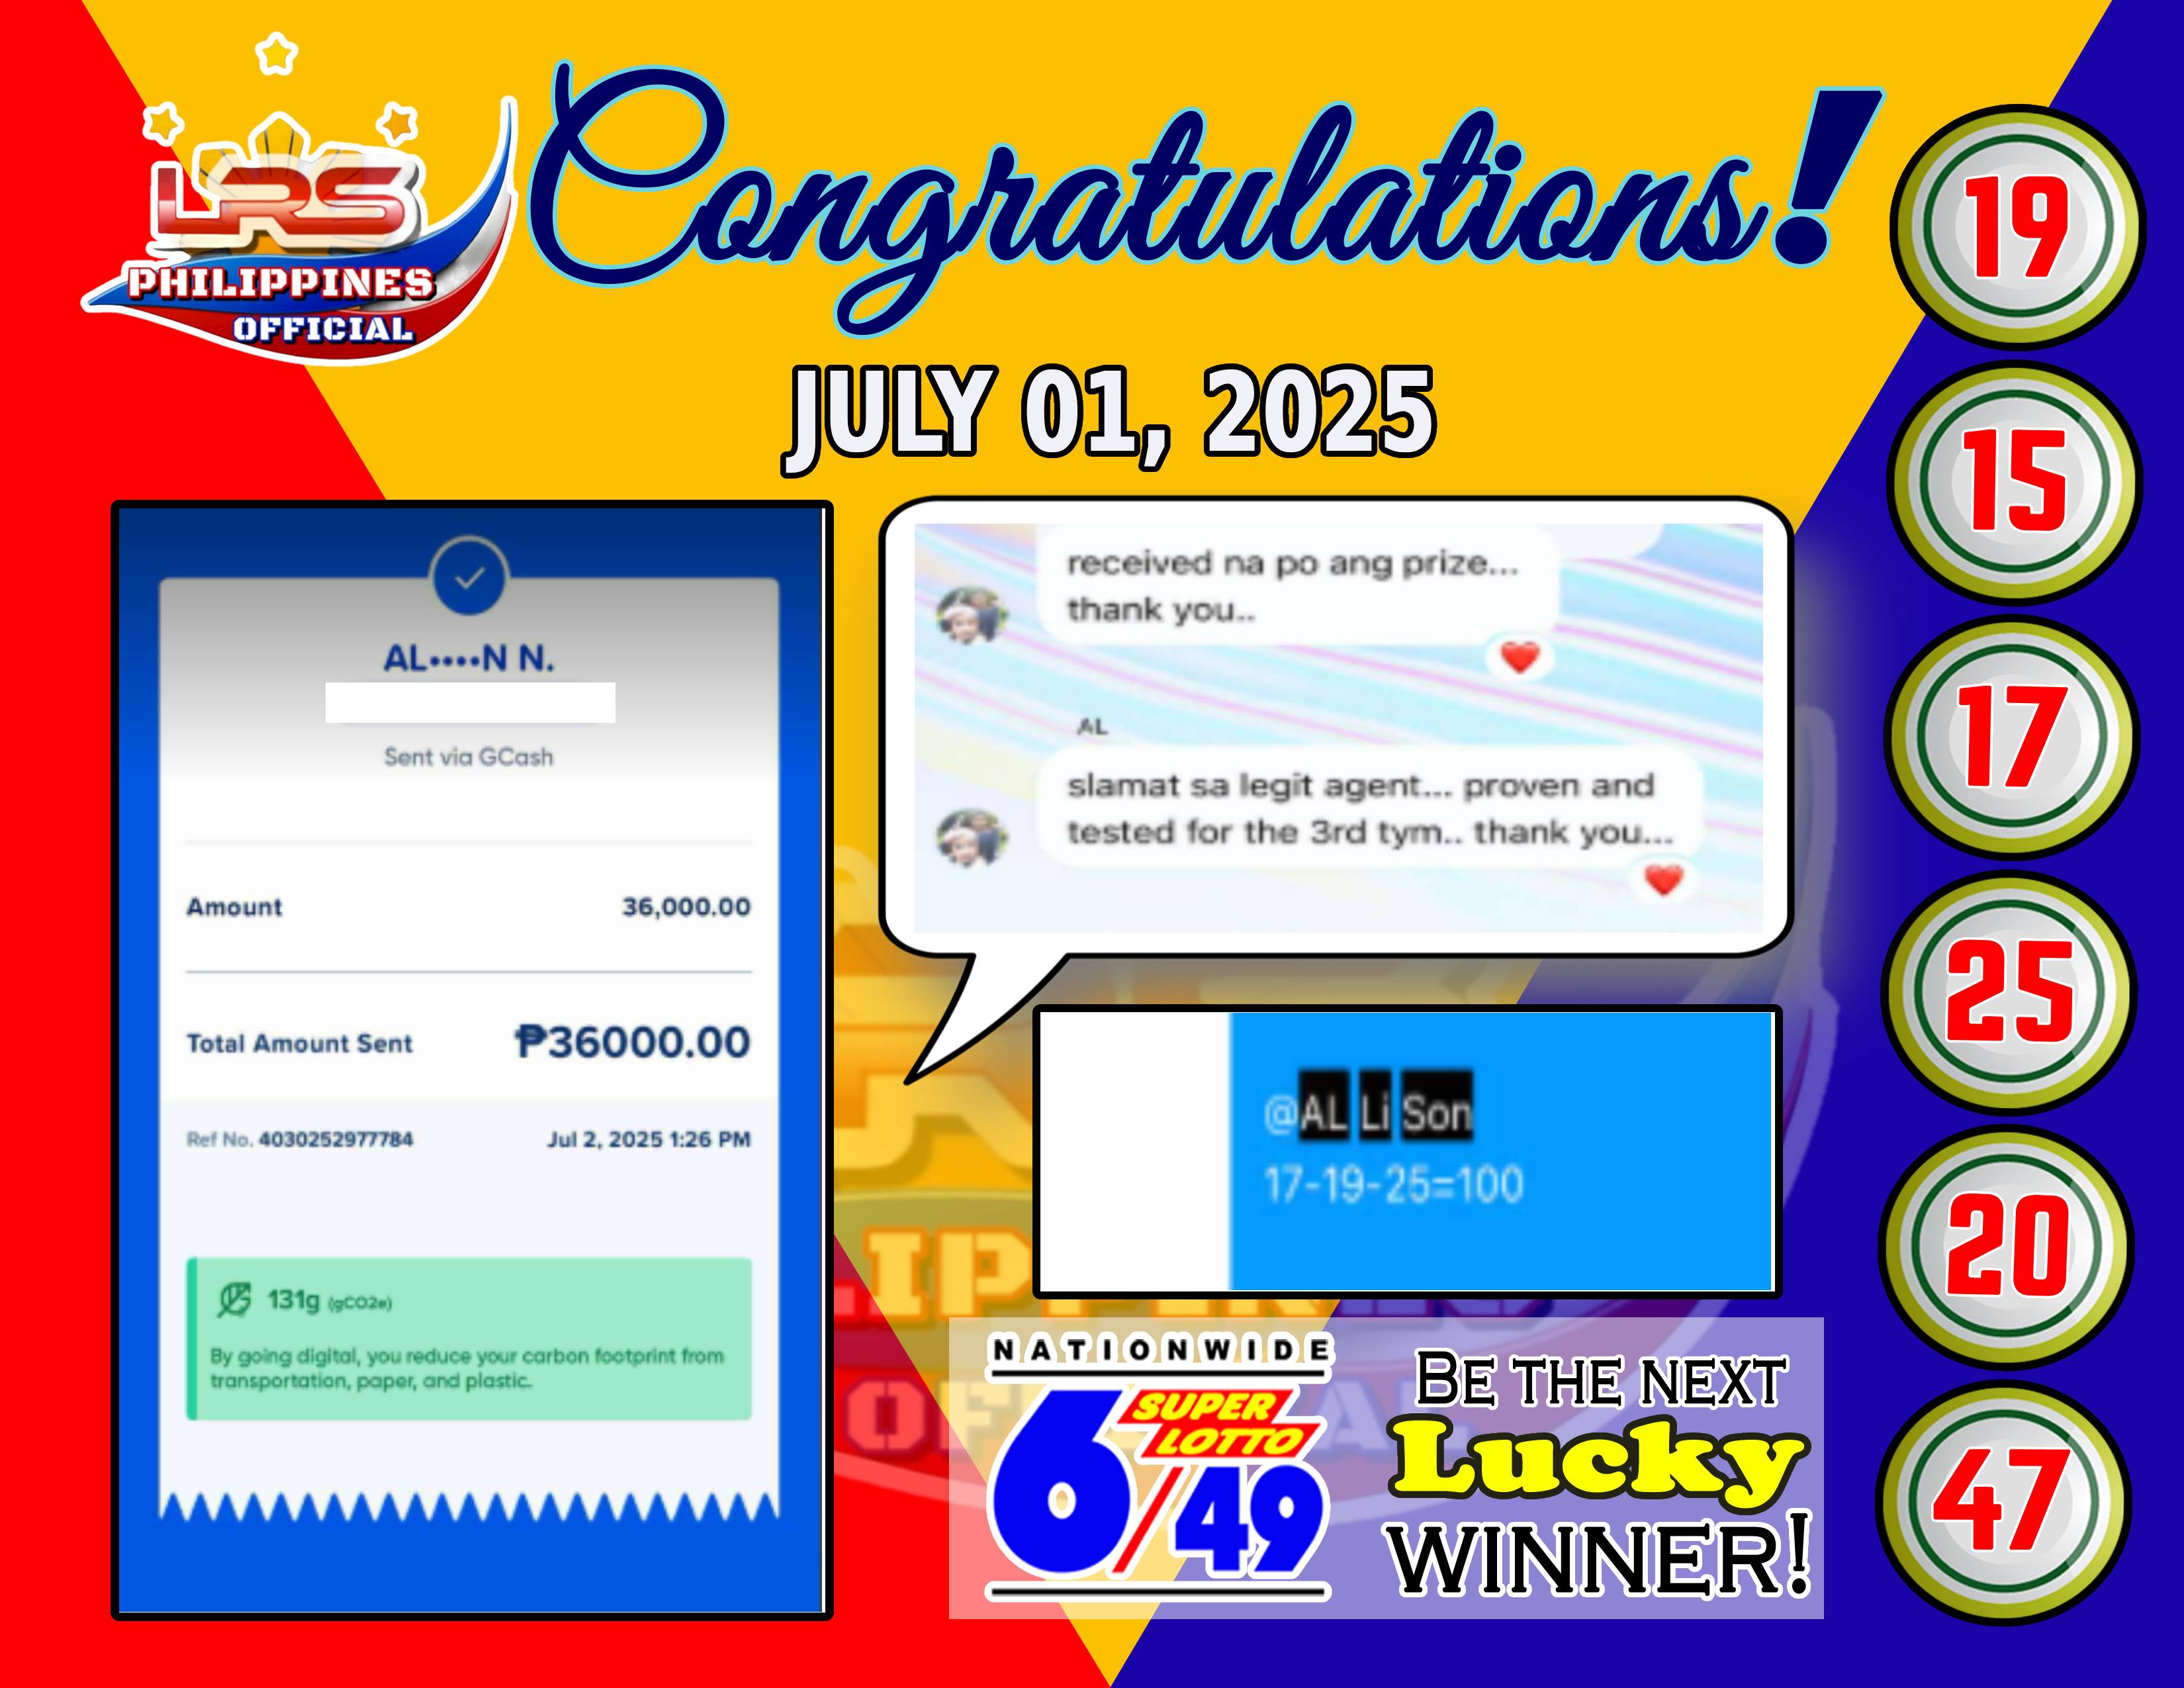 LRS
PHILIPPINES
OFFICIAL
Congratulations!
JULY 01, 2025
AL••••N N.
Sent via GCash
Amount 36,000.00
Total Amount Sent ₱36000.00
Ref No. 4030252977784 Jul 2, 2025 1:26 PM
131g (gCO2e)
By going digital, you reduce your carbon footprint from
transportation, paper, and plastic.
received na po ang prize...
thank you..
AL
slamat sa legit agent... proven and
tested for the 3rd tym.. thank you...
@AL Li Son
17-19-25=100
NATIONWIDE
SUPER
LOTTO
6/49
BE THE NEXT
Lucky
WINNER!
19
15
17
25
20
47